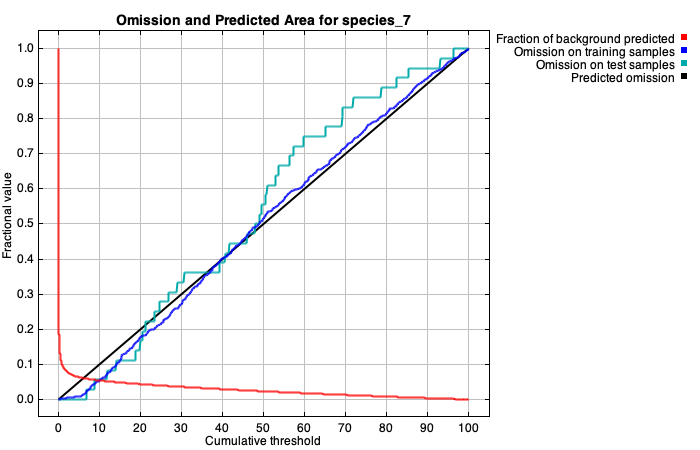 Omission and Predicted Area for species_7
Fraction of background predicted
Omission on training samples
Omission on test samples
Predicted omission
1.0
0.9
0.8
0.7
0.6
0.5
0.4
0.3
0.2
0.1
0.0
Fractional value
0 10 20 30 40 50 60 70 80 90 100
Cumulative threshold